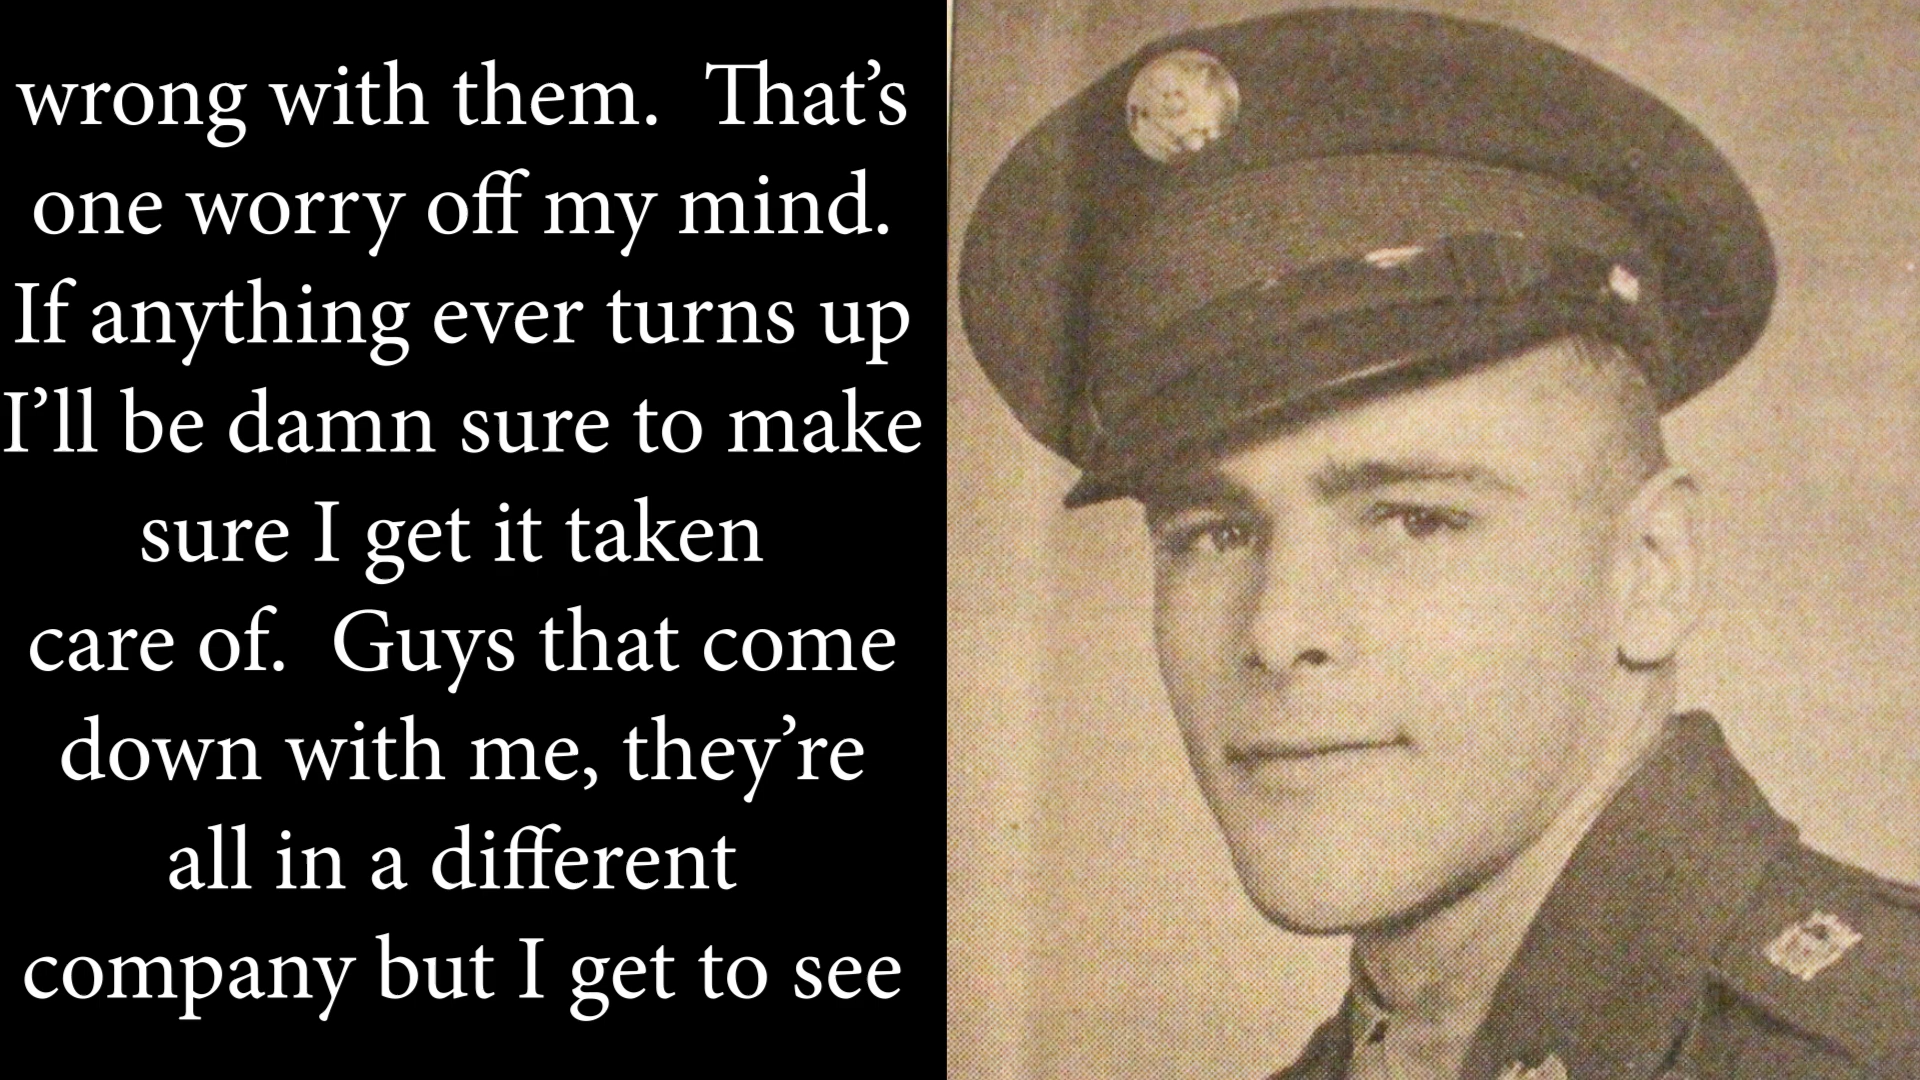 wrong with them.  That’s
one worry off my mind.
If anything ever turns up
I’ll be damn sure to make
sure I get it taken
care of.  Guys that come
down with me, they’re
all in a different
company but I get to see